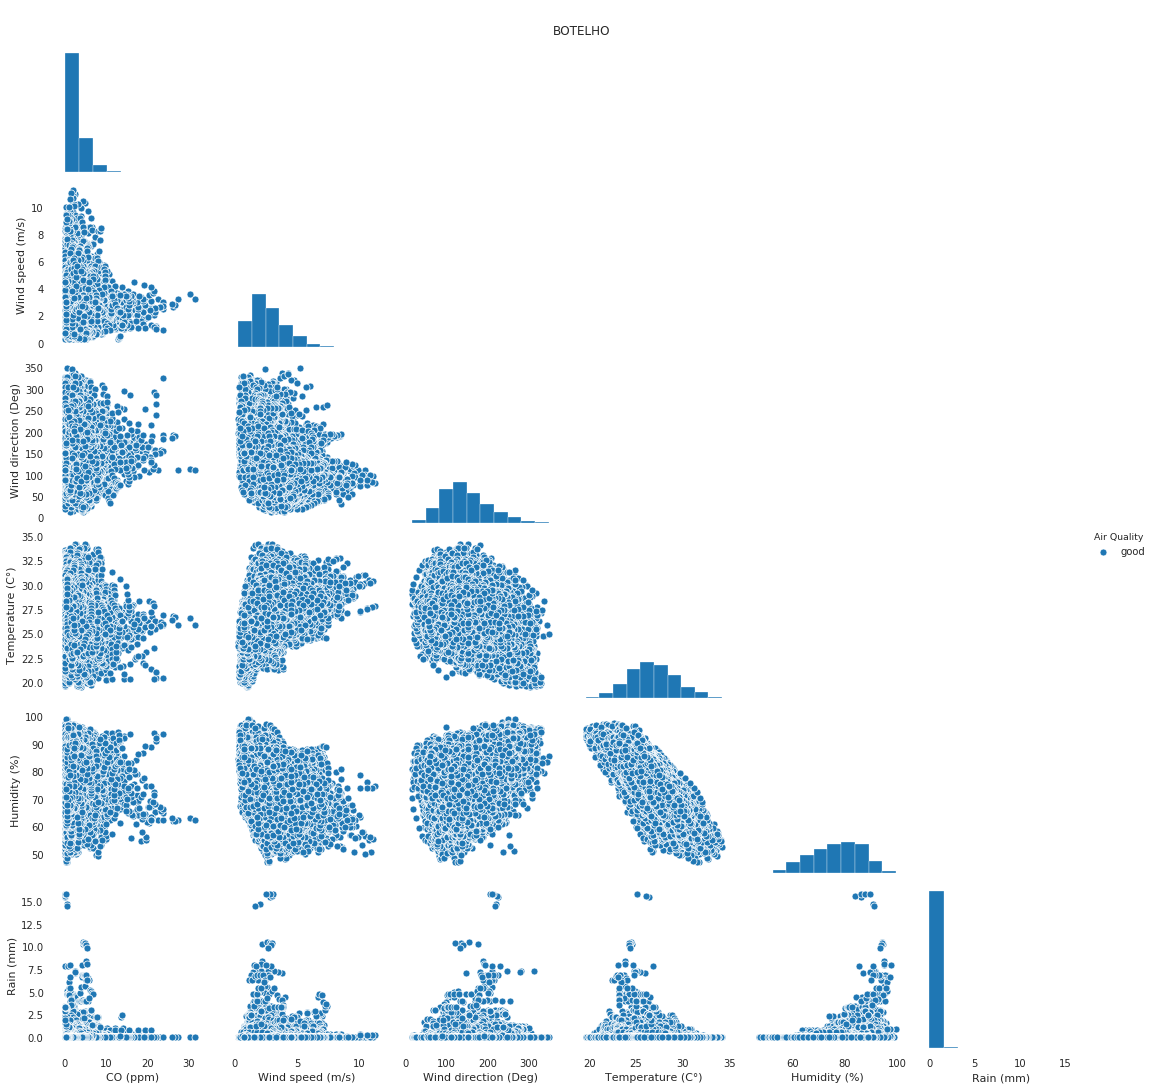 BOTELHO
10
8
6
4
2
0
Wind speed (m/s)
350
300
250
200
150
100
50
0
Wind direction (Deg)
35.0
32.5
30.0
27.5
25.0
22.5
20.0
Temperature (C°)
Air Quality
good
100
90
80
70
60
50
Humidity (%)
15.0
12.5
10.0
7.5
5.0
2.5
0.0
Rain (mm)
0 10 20 30
0 5 10
0 100 200 300
20 25 30 35
60 80 100
0 5 10 15
CO (ppm)
Wind speed (m/s)
Wind direction (Deg)
Temperature (C°)
Humidity (%)
Rain (mm)